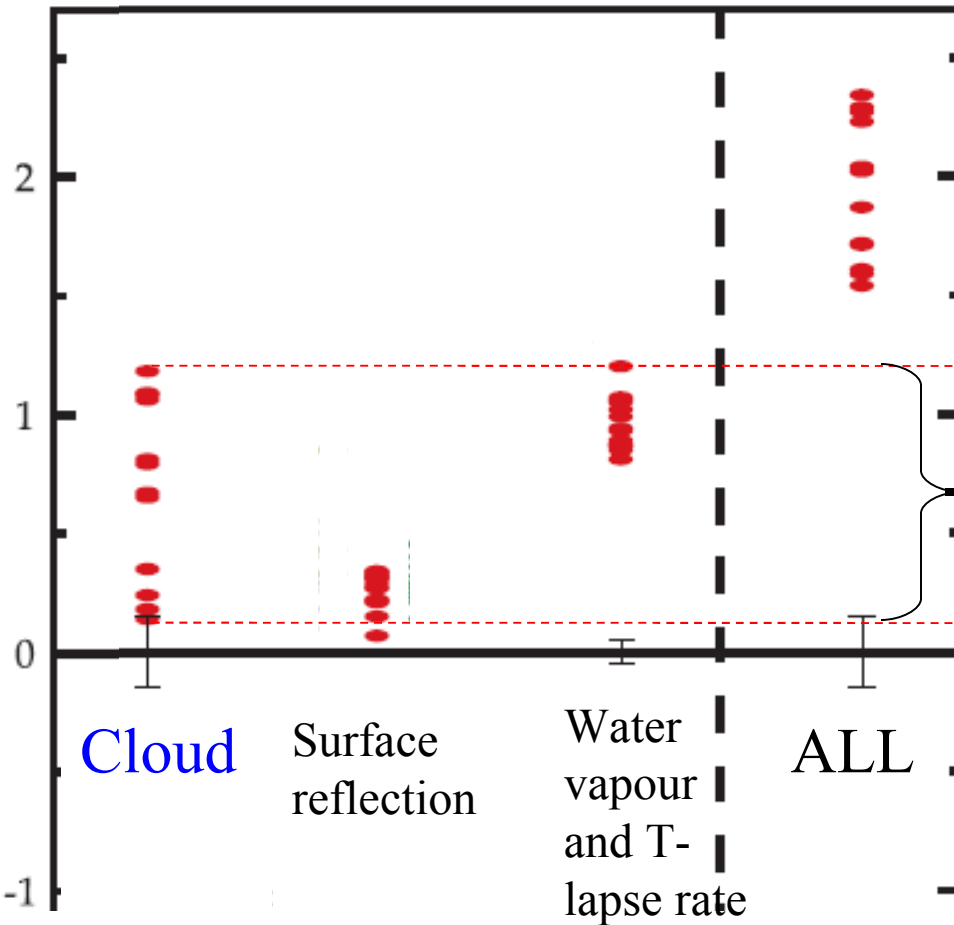 2
1
0
-1
Cloud
Surface
reflection
Water
vapour
and T-
lapse rate
ALL